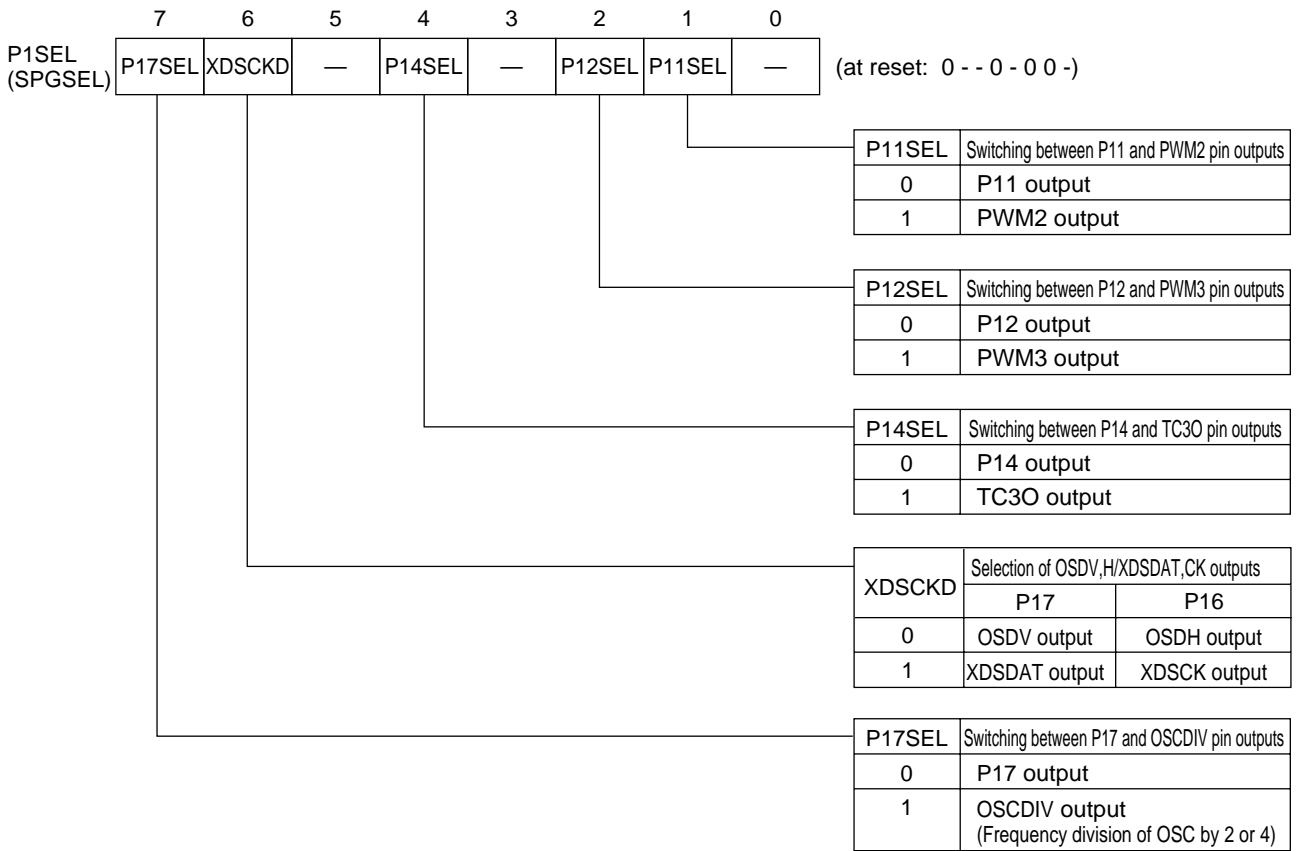 7 6 5 4 3 2 1 0
P1SEL
(SPGSEL)
P17SEL XDSCKD — P14SEL — P12SEL P11SEL —
(at reset: 0 - - 0 - 0 0 -)
P11SEL Switching between P11 and PWM2 pin outputs
0 P11 output
1 PWM2 output
P12SEL Switching between P12 and PWM3 pin outputs
0 P12 output
1 PWM3 output
P14SEL Switching between P14 and TC3O pin outputs
0 P14 output
1 TC3O output
XDSCKD Selection of OSDV,H/XDSDAT,CK outputs
P17 P16
0 OSDV output OSDH output
1 XDSDAT output XDSCK output
P17SEL Switching between P17 and OSCDIV pin outputs
0 P17 output
1 OSCDIV output
(Frequency division of OSC by 2 or 4)